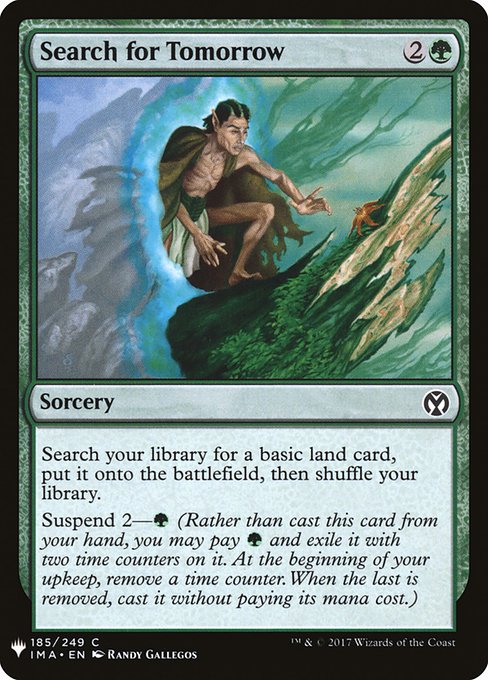 Search for Tomorrow 2
Sorcery
Search your library for a basic land card,
put it onto the battlefield, then shuffle your
library.
Suspend 2— (Rather than cast this card from
your hand, you may pay and exile it with
two time counters on it. At the beginning of your
upkeep, remove a time counter. When the last is
removed, cast it without paying its mana cost.)
185/249 C
IMA • EN Randy Gallegos
™ & © 2017 Wizards of the Coast